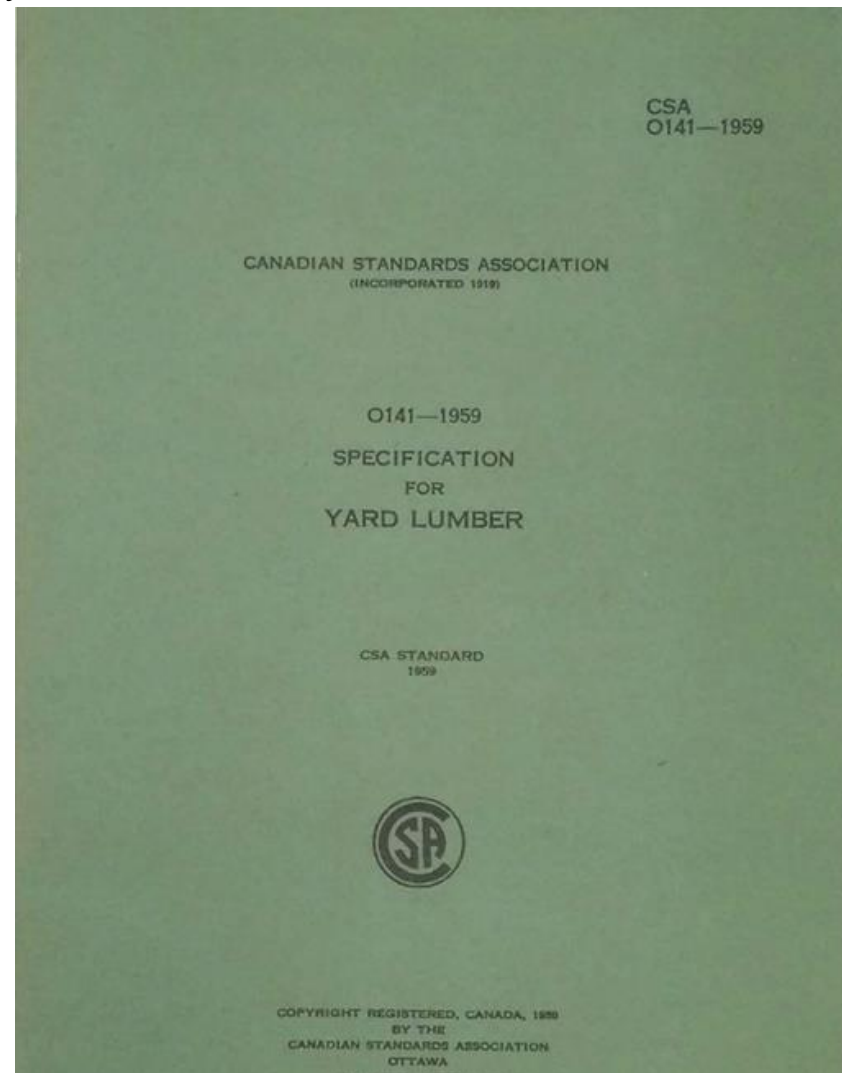 CSA
O141—1959
CANADIAN STANDARDS ASSOCIATION
(INCORPORATED 1919)
O141—1959
SPECIFICATION
FOR
YARD LUMBER
CSA STANDARD
1959
CSA
COPYRIGHT REGISTERED, CANADA, 1959
BY THE
CANADIAN STANDARDS ASSOCIATION
OTTAWA